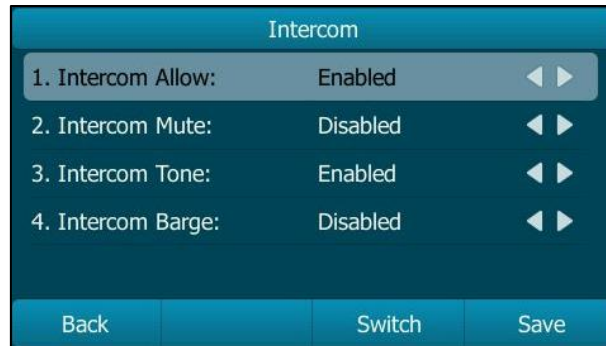 Intercom
1. Intercom Allow: Enabled
2. Intercom Mute: Disabled
3. Intercom Tone: Enabled
4. Intercom Barge: Disabled
Back Switch Save